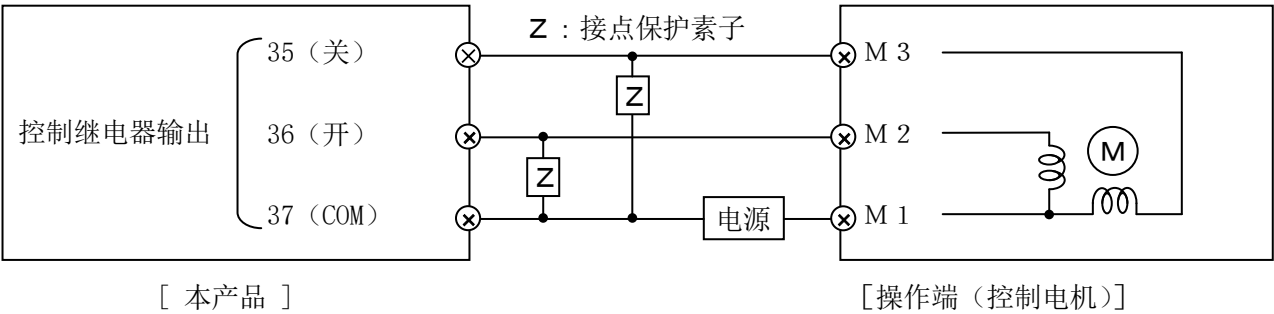 Z：接点保护素子
35（关）
M 3
Z
控制继电器输出
36（开）
M 2
M
Z
37（COM）
电源
M 1
[ 本产品 ]
[操作端（控制电机）]